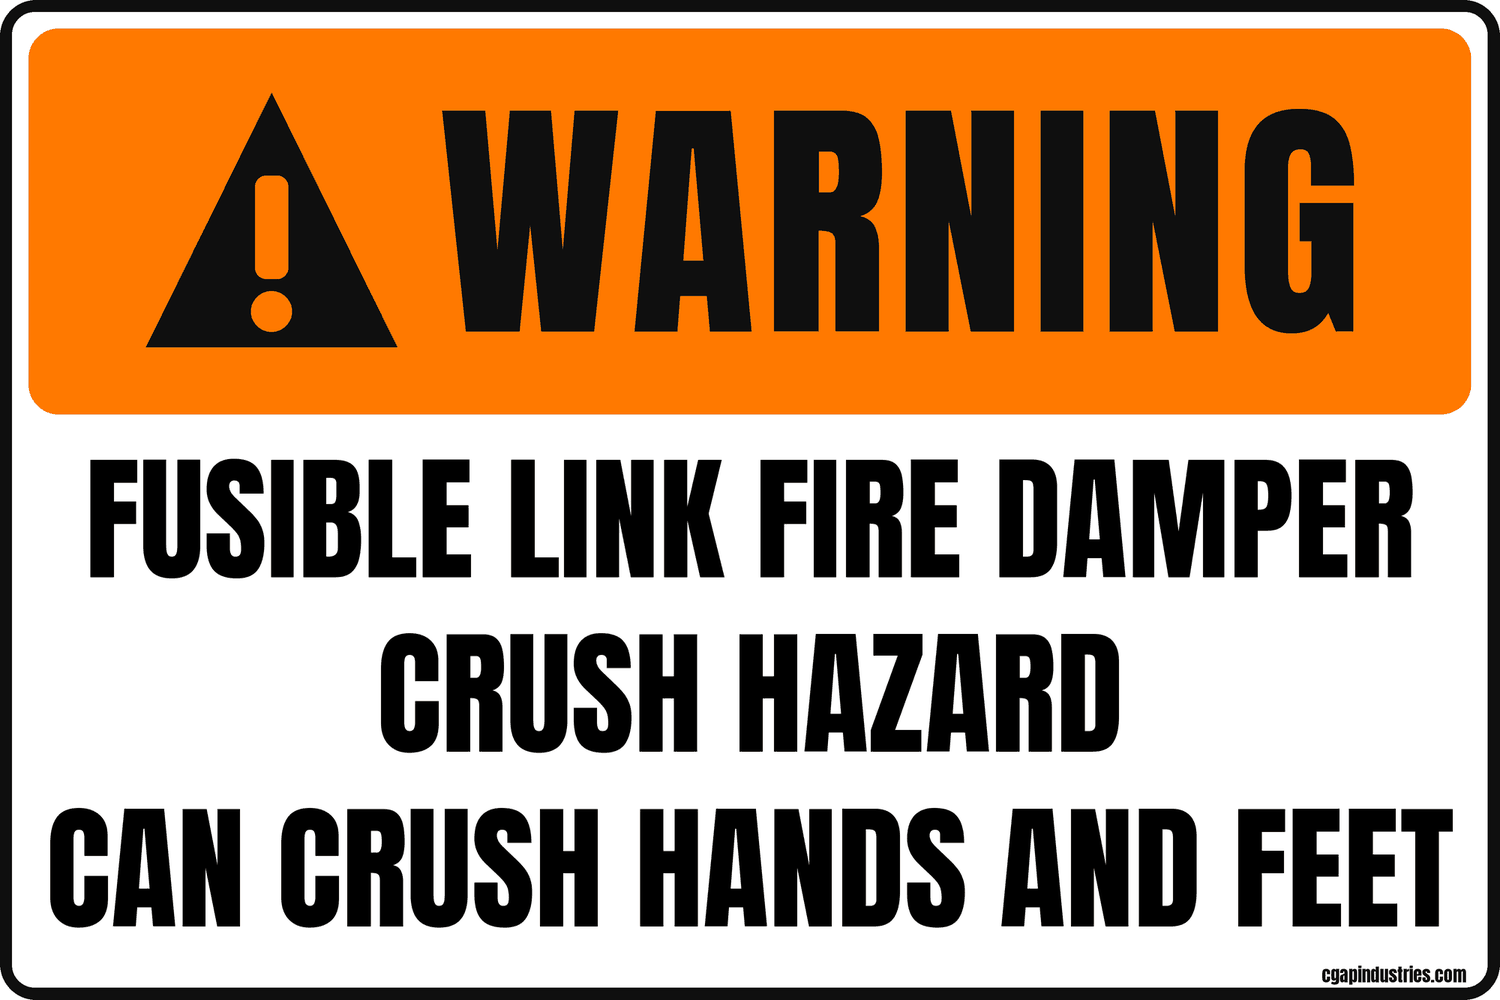 WARNING
FUSIBLE LINK FIRE DAMPER
CRUSH HAZARD
CAN CRUSH HANDS AND FEET
cgapindustries.com